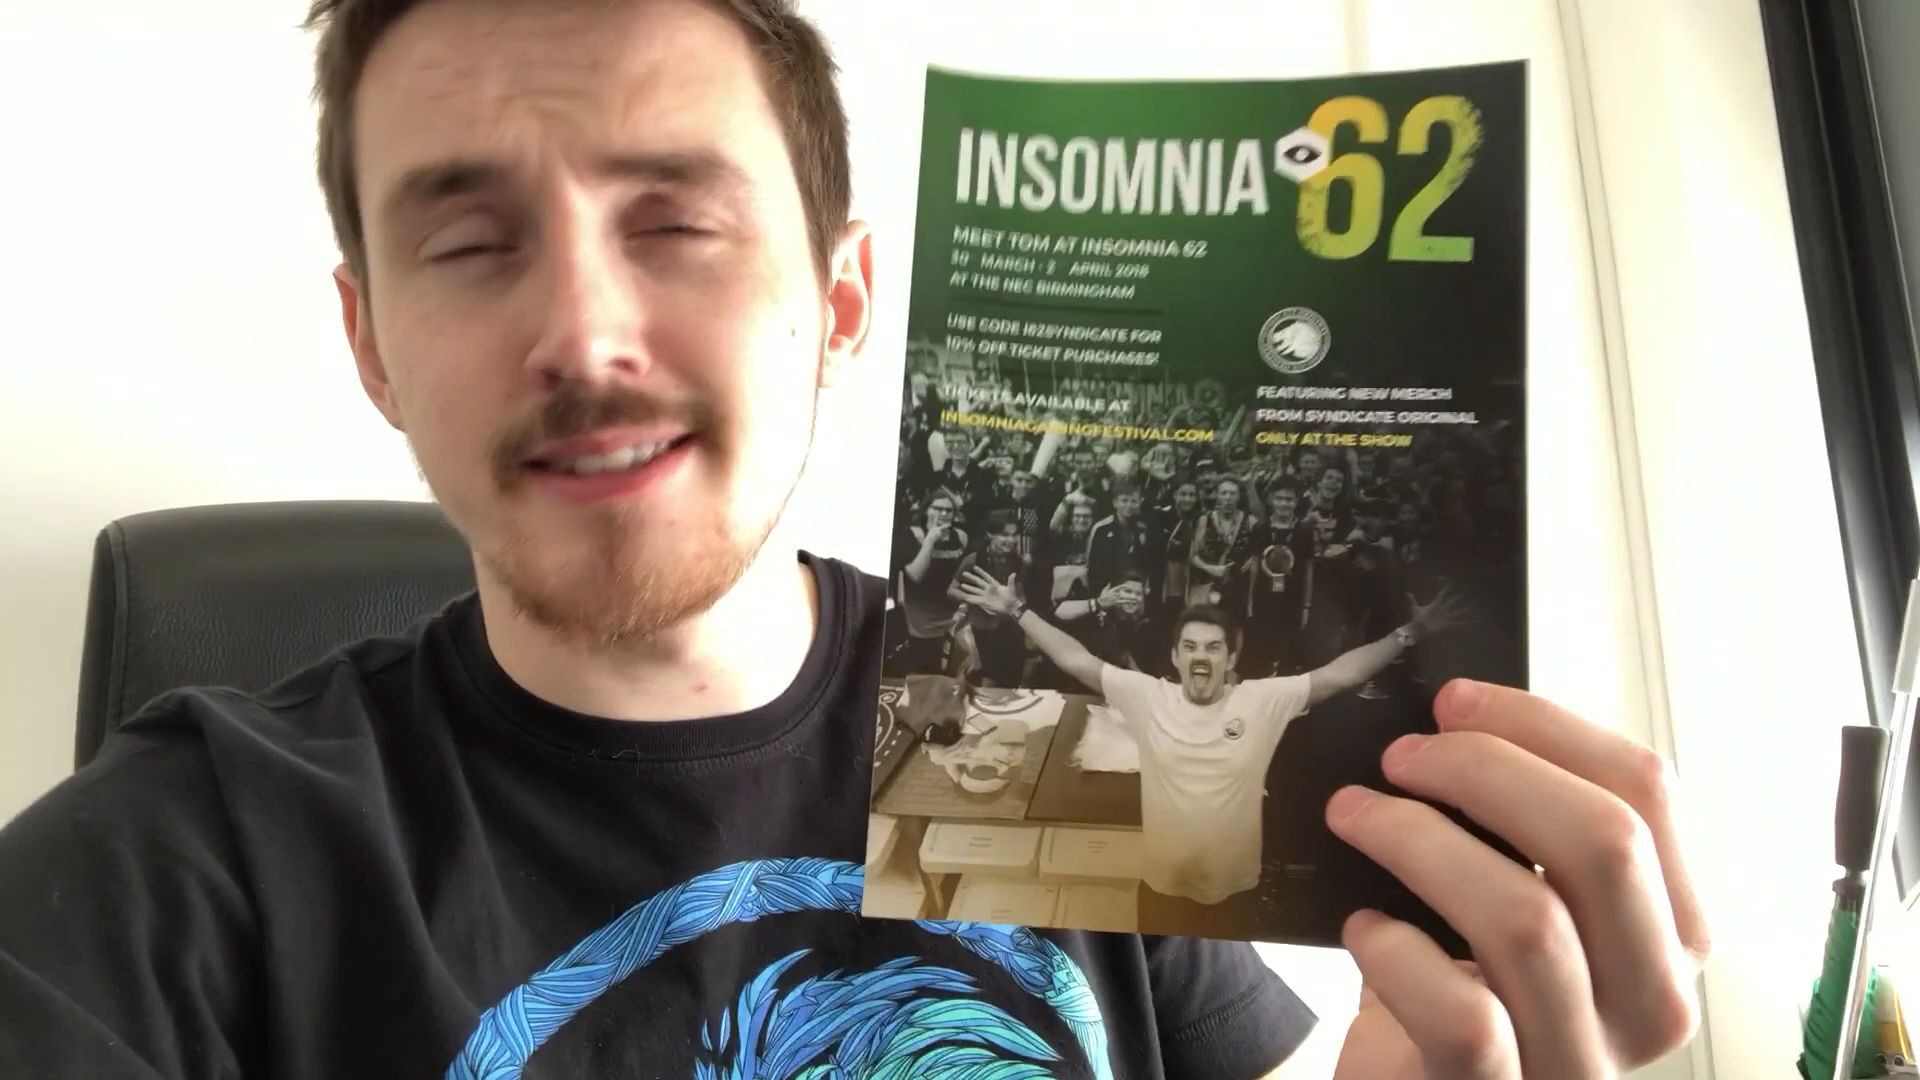 INSOMNIA 62
MEET TOM AT INSOMNIA 62
30 MARCH - 2 APRIL 2018
AT THE NEC BIRMINGHAM
USE CODE I62SYNDICATE FOR
10% OFF TICKET PURCHASES!
TICKETS AVAILABLE AT
INSOMNIAGAMINGFESTIVAL.COM
FEATURING NEW MERCH
FROM SYNDICATE ORIGINAL
ONLY AT THE SHOW